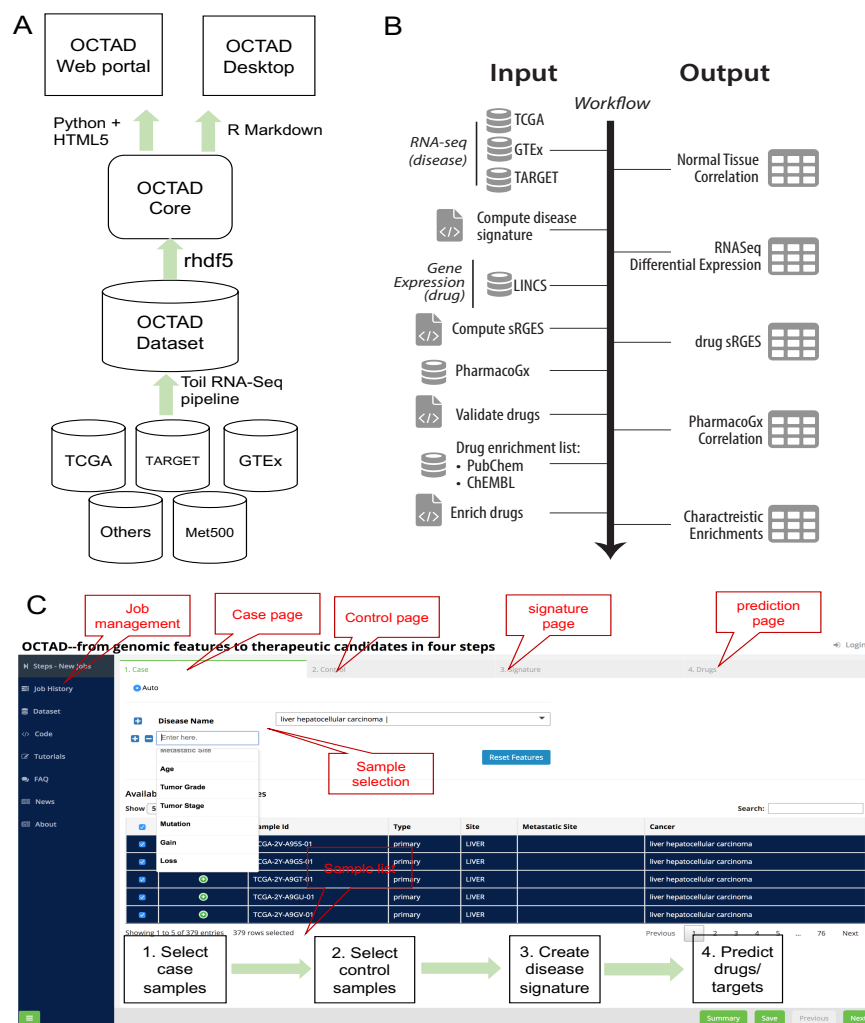 A
OCTAD
Web portal
OCTAD
Desktop
Python +
HTML5
R Markdown
OCTAD
Core
rhdf5
OCTAD
Dataset
Toil RNA-Seq
pipeline
TCGA
TARGET
GTEx
Others
Met500
B
Input
Output
Workflow
RNA-seq
(disease)
TCGA
GTEx
TARGET
Normal Tissue
Correlation
Compute disease
signature
RNASeq
Differential Expression
Gene
Expression
(drug)
LINCS
Compute sRGES
drug sRGES
PharmacoGx
Validate drugs
PharmacoGx
Correlation
Drug enrichment list:
• PubChem
• ChEMBL
Enrich drugs
Charactreistic
Enrichments
C
Job
management
Case page
Control page
signature
page
prediction
page
OCTAD--from genomic features to therapeutic candidates in four steps
Login
Steps - New Jobs
Job History
Dataset
Code
Tutorials
FAQ
News
About
1. Case
2. Control
3. Signature
4. Drugs
Auto
Disease Name
liver hepatocellular carcinoma |
Enter here.
Metastatic Site
Age
Tumor Grade
Tumor Stage
Mutation
Gain
Loss
Reset Features
Sample
selection
Show 5
Search:
Sample Id Type Site Metastatic Site Cancer
TCGA-2Y-A95S-01 primary LIVER liver hepatocellular carcinoma
TCGA-2Y-A9GS-01 primary LIVER liver hepatocellular carcinoma
TCGA-2Y-A9GT-01 primary LIVER liver hepatocellular carcinoma
TCGA-2Y-A9GU-01 primary LIVER liver hepatocellular carcinoma
TCGA-2Y-A9GV-01 primary LIVER liver hepatocellular carcinoma
Sample list
Showing 1 to 5 of 379 entries 379 rows selected
Previous 1 2 3 4 5 ... 76 Next
1. Select
case
samples
2. Select
control
samples
3. Create
disease
signature
4. Predict
drugs/
targets
Summary Save Previous Next